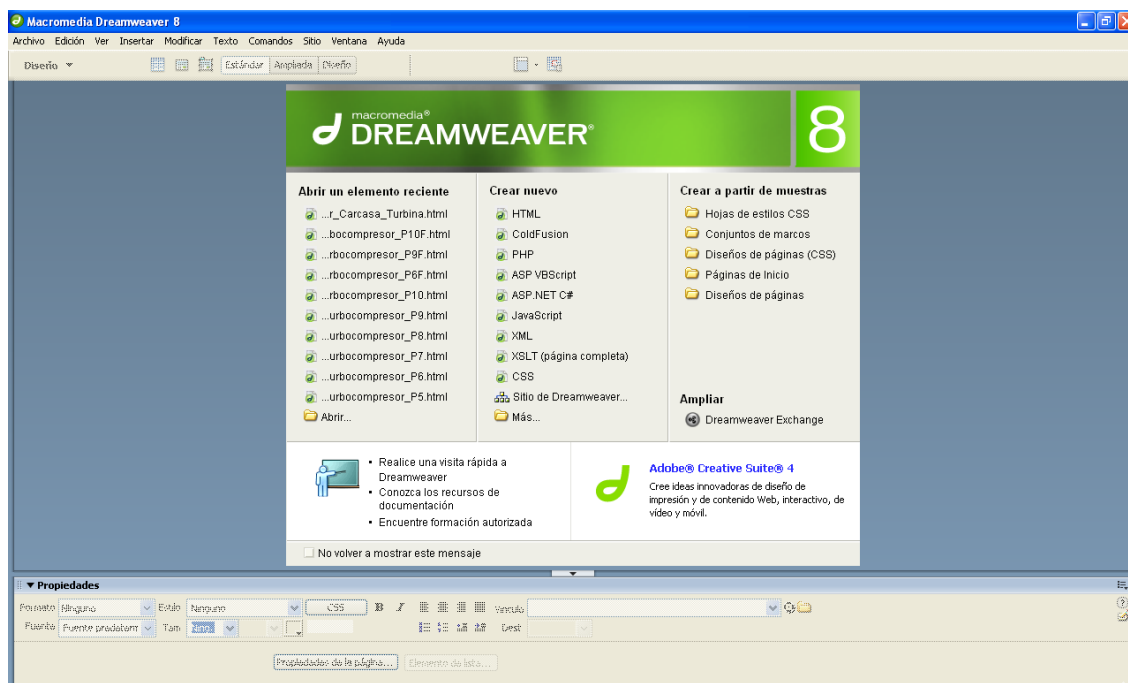 Macromedia Dreamweaver 8
Archivo Edición Ver Insertar Modificar Texto Comandos Sitio Ventana Ayuda
Diseño Estándar Ampliada Diseño
macromedia®
DREAMWEAVER® 8
Abrir un elemento reciente
...r_Carcasa_Turbina.html
...bocompresor_P10F.html
...rbocompresor_P9F.html
...rbocompresor_P6F.html
...rbocompresor_P10.html
...urbocompresor_P9.html
...urbocompresor_P8.html
...urbocompresor_P7.html
...urbocompresor_P6.html
...urbocompresor_P5.html
Abrir...
Crear nuevo
HTML
ColdFusion
PHP
ASP VBScript
ASP.NET C#
JavaScript
XML
XSLT (página completa)
CSS
Sitio de Dreamweaver...
Más...
Crear a partir de muestras
Hojas de estilos CSS
Conjuntos de marcos
Diseños de páginas (CSS)
Páginas de Inicio
Diseños de páginas
Ampliar
Dreamweaver Exchange
• Realice una visita rápida a
Dreamweaver
• Conozca los recursos de
documentación
• Encuentre formación autorizada
Adobe® Creative Suite® 4
Cree ideas innovadoras de diseño de
impresión y de contenido Web, interactivo, de
vídeo y móvil.
No volver a mostrar este mensaje
Propiedades
Formato Ninguno Estilo Ninguno CSS B I Vínculo
Fuente Fuente predeterm Tam Dest
Propiedades de la página... Elemento de lista...